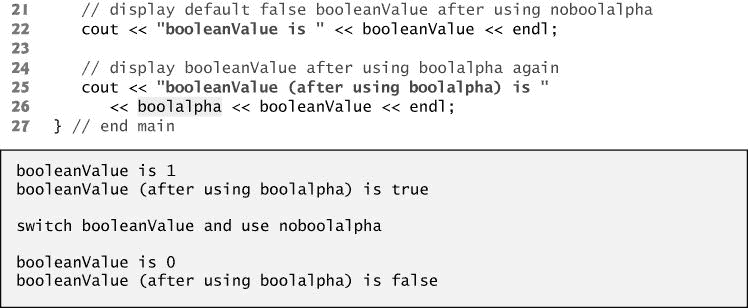 21 // display default false booleanValue after using noboolalpha
22 cout << "booleanValue is " << booleanValue << endl;
23
24 // display booleanValue after using boolalpha again
25 cout << "booleanValue (after using boolalpha) is "
26 << boolalpha << booleanValue << endl;
27 } // end main
booleanValue is 1
booleanValue (after using boolalpha) is true
switch booleanValue and use noboolalpha
booleanValue is 0
booleanValue (after using boolalpha) is false